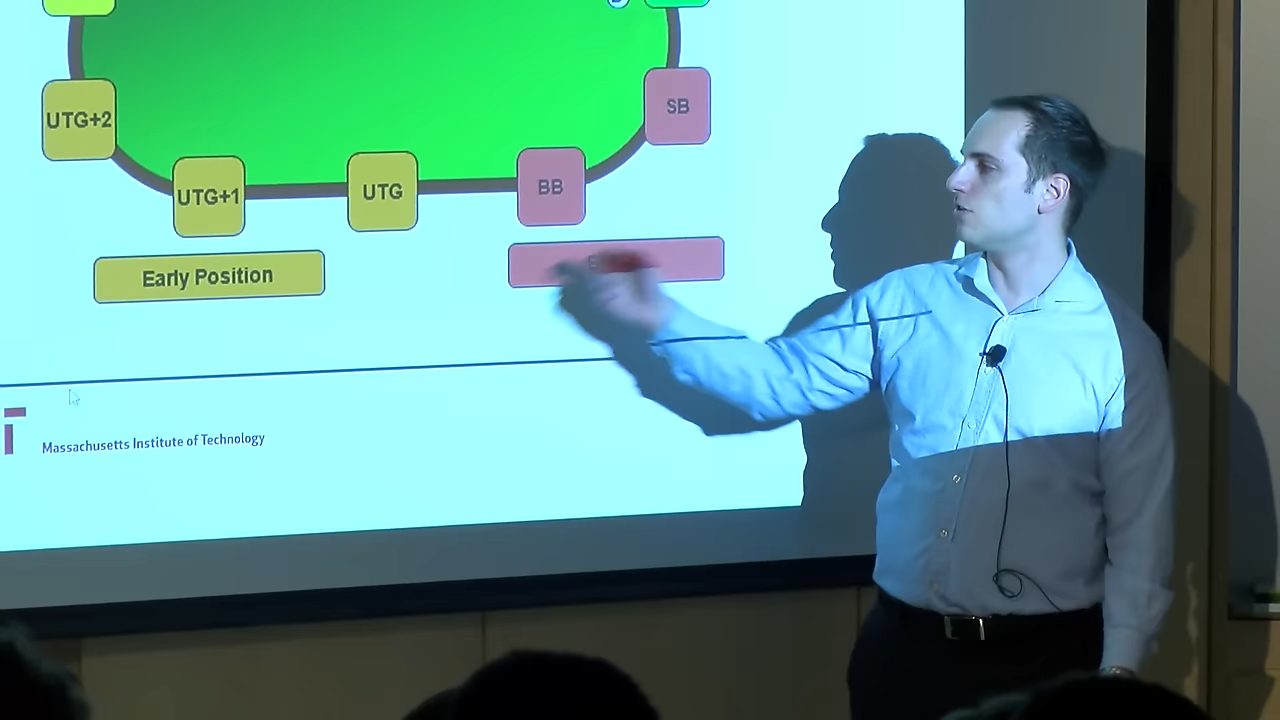 UTG+2
SB
UTG+1
UTG
BB
Early Position
Massachusetts Institute of Technology